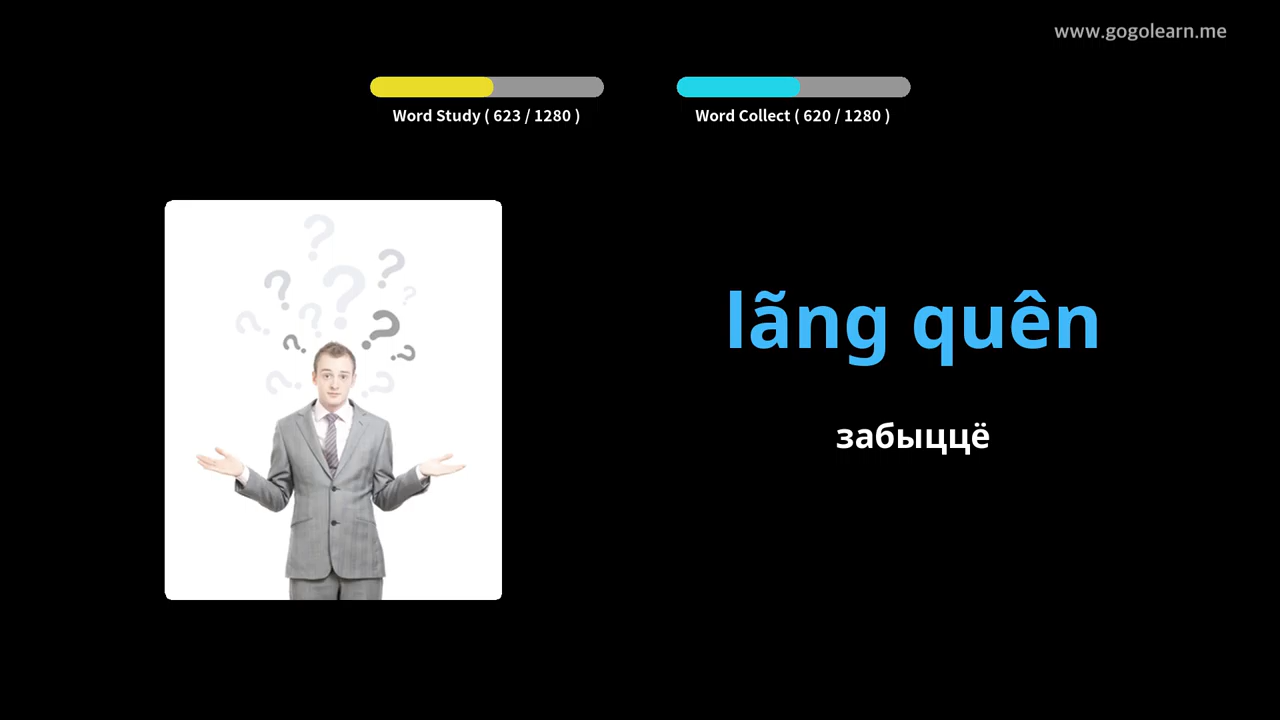 www.gogolearn.me
Word Study ( 623 / 1280 )
Word Collect ( 620 / 1280 )
lãng quên
забыццё